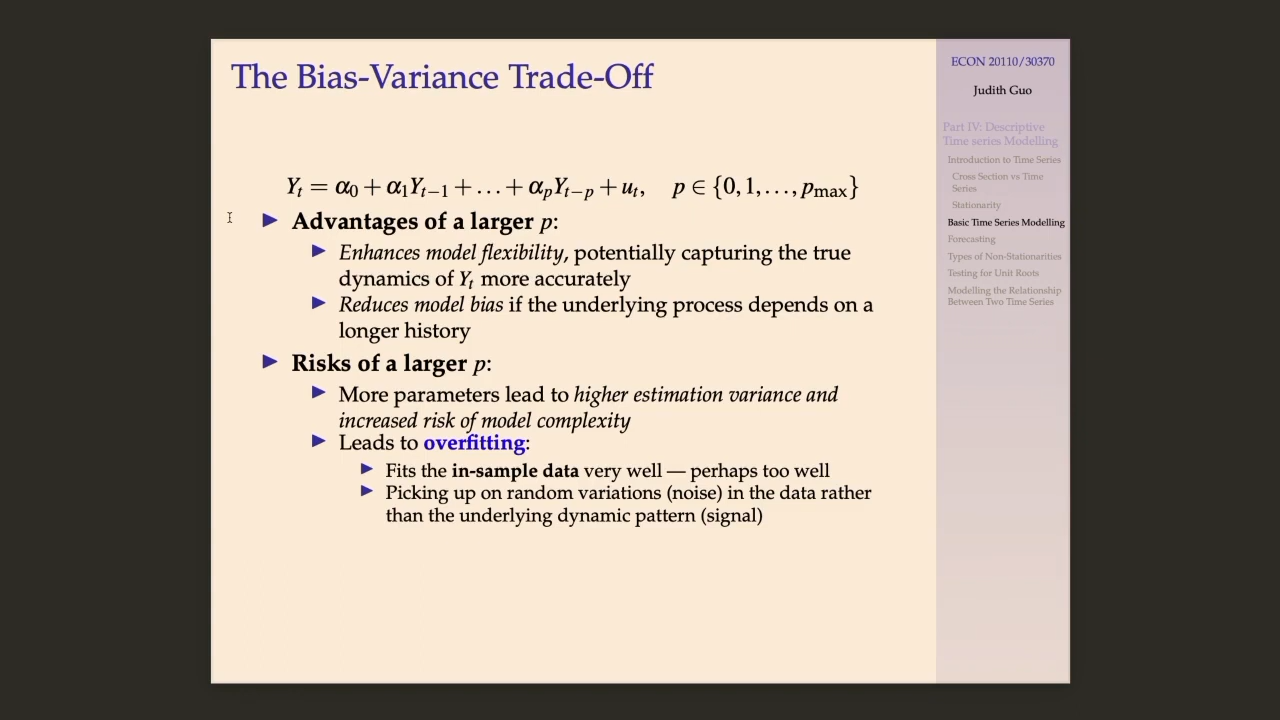 The Bias-Variance Trade-Off
Yₜ = α₀ + α₁Yₜ₋₁ + … + αₚYₜ₋ₚ + uₜ, p ∈ {0, 1, …, pₘₐₓ}
▶ Advantages of a larger p:
▶ Enhances model flexibility, potentially capturing the true
dynamics of Yₜ more accurately
▶ Reduces model bias if the underlying process depends on a
longer history
▶ Risks of a larger p:
▶ More parameters lead to higher estimation variance and
increased risk of model complexity
▶ Leads to overfitting:
▶ Fits the in-sample data very well — perhaps too well
▶ Picking up on random variations (noise) in the data rather
than the underlying dynamic pattern (signal)
ECON 20110/30370
Judith Guo
Part IV: Descriptive
Time series Modelling
Introduction to Time Series
Cross Section vs Time
Series
Stationarity
Basic Time Series Modelling
Forecasting
Types of Non-Stationarities
Testing for Unit Roots
Modelling the Relationship
Between Two Time Series